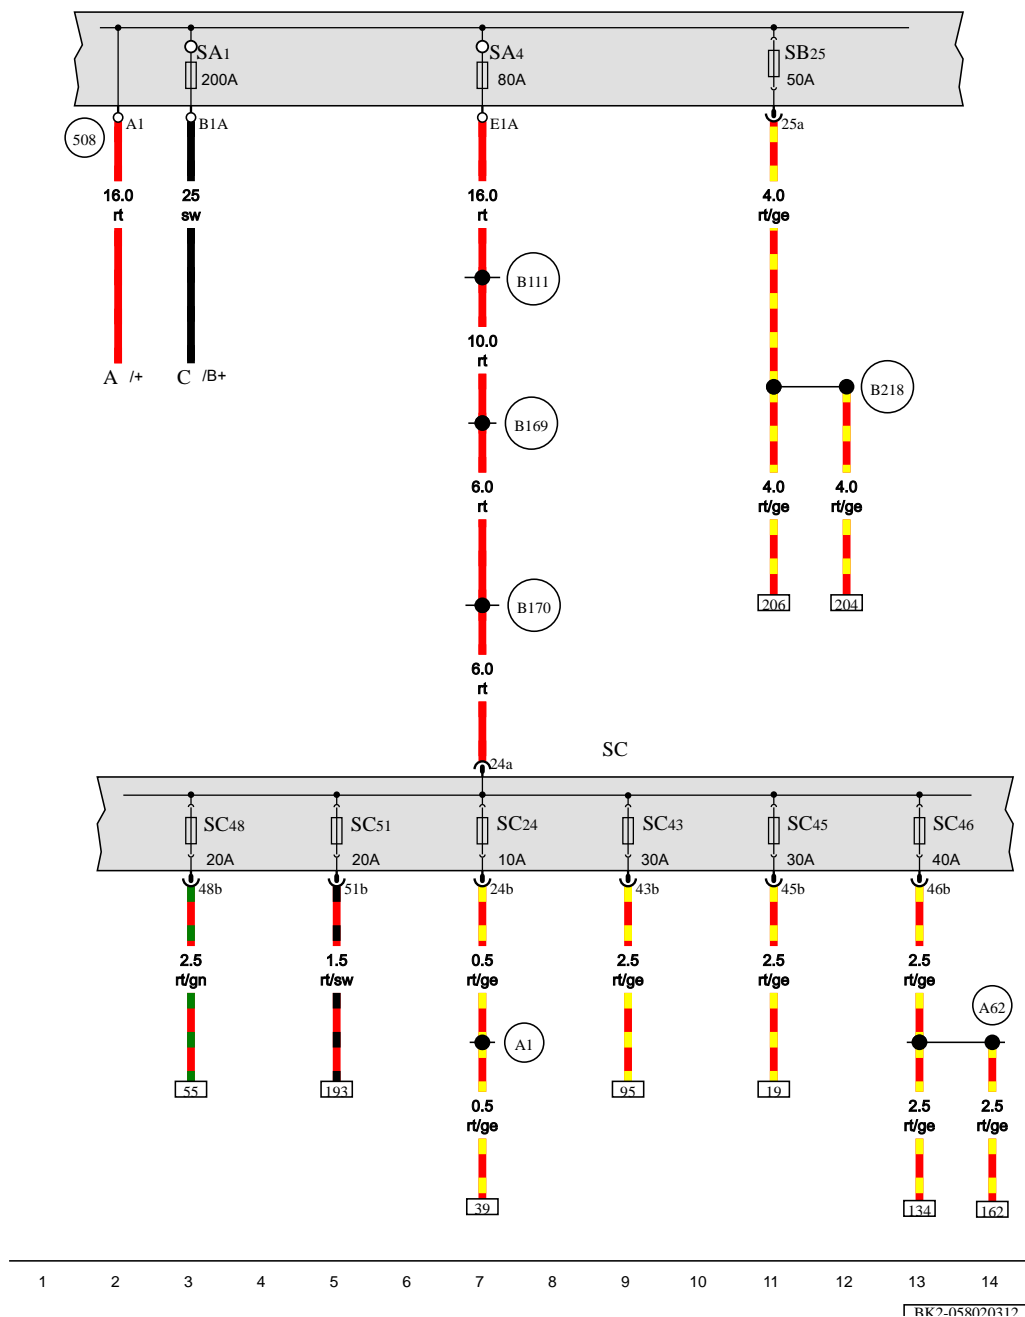 SA1 SA4 SB25
200A 80A 50A
508 A1 B1A E1A 25a
16.0 25 16.0 4.0
rt sw rt rt/ge
B111
10.0
rt
A /+ C /B+
B218
B169
6.0 4.0 4.0
rt rt/ge rt/ge
206 204
B170
6.0
rt
SC
24a
SC48 SC51 SC24 SC43 SC45 SC46
20A 20A 10A 30A 30A 40A
48b 51b 24b 43b 45b 46b
2.5 1.5 0.5 2.5 2.5 2.5
rt/gn rt/sw rt/ge rt/ge rt/ge rt/ge
A62
A1
55 193 95 19
0.5 2.5 2.5
rt/ge rt/ge rt/ge
39 134 162
1 2 3 4 5 6 7 8 9 10 11 12 13 14
BK2-058020312